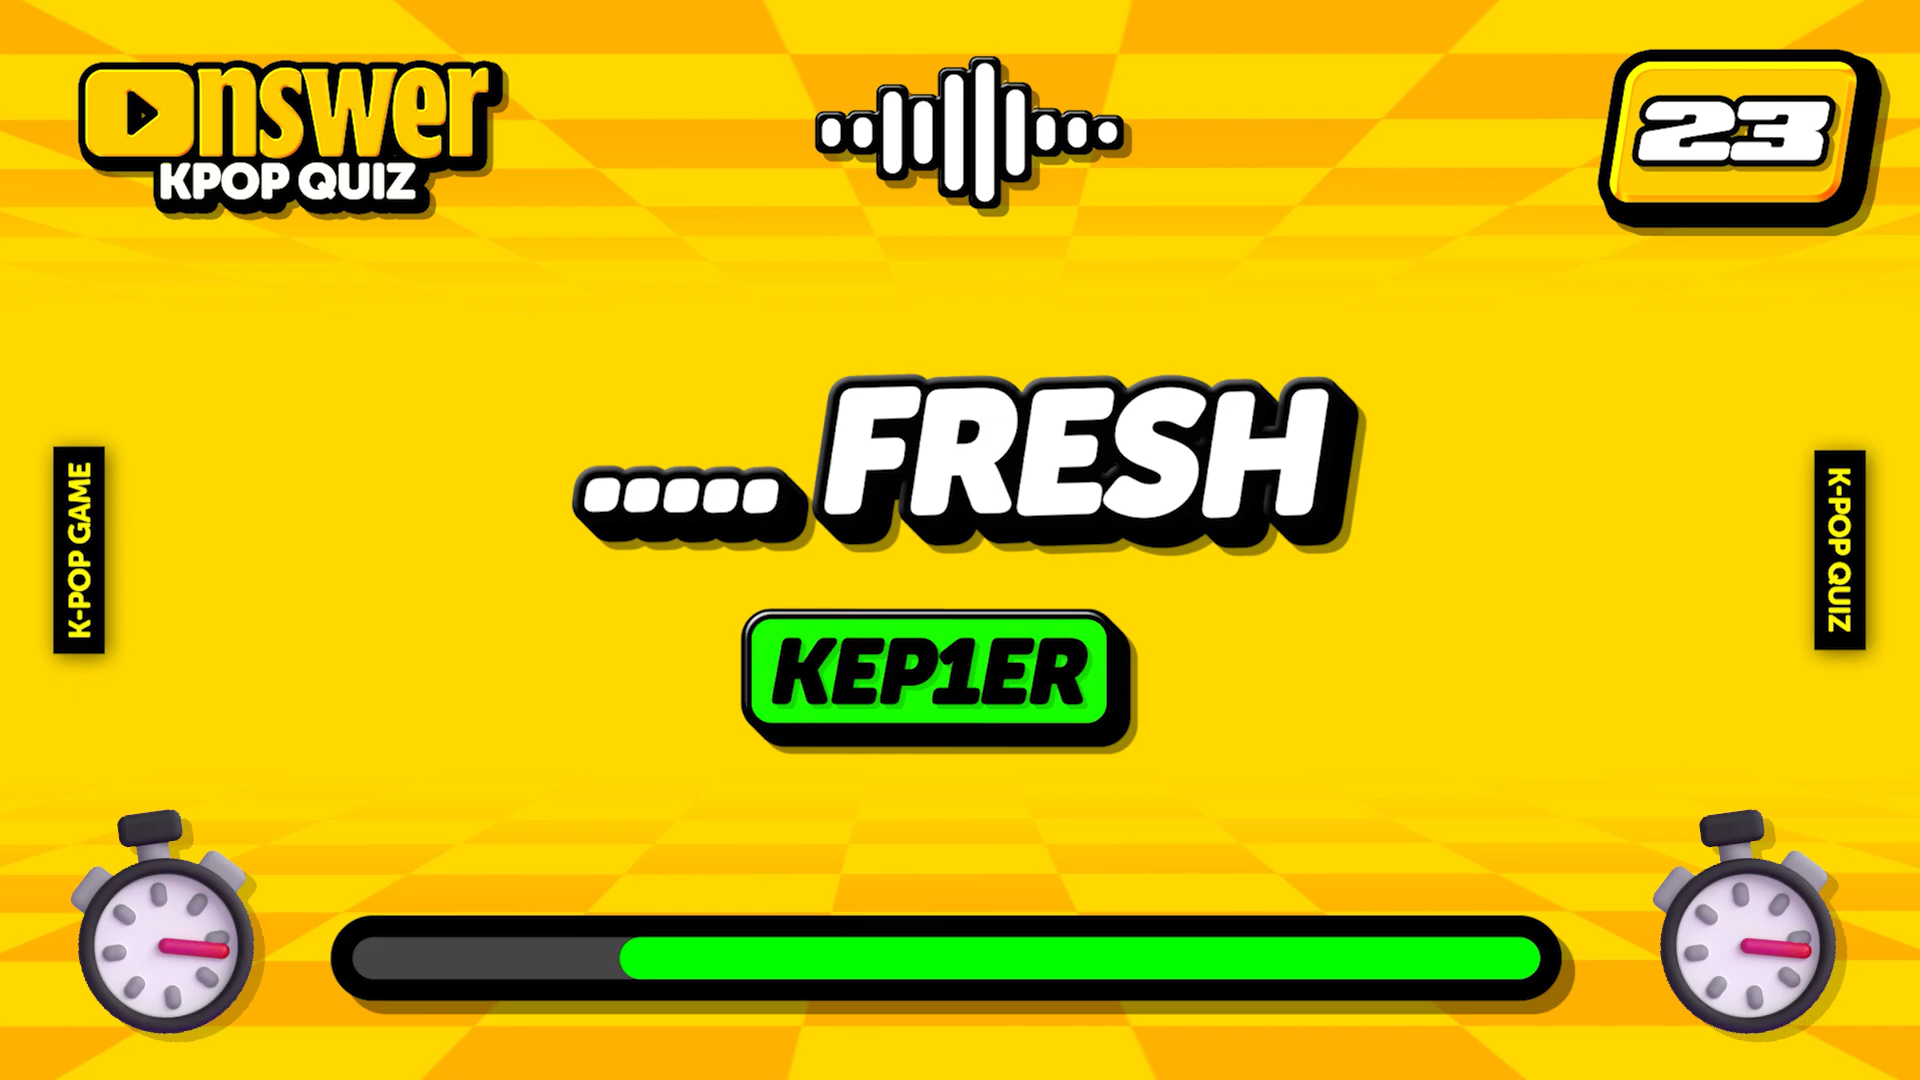 nswer
KPOP QUIZ
23
..... FRESH
KEP1ER
K-POP GAME
K-POP QUIZ